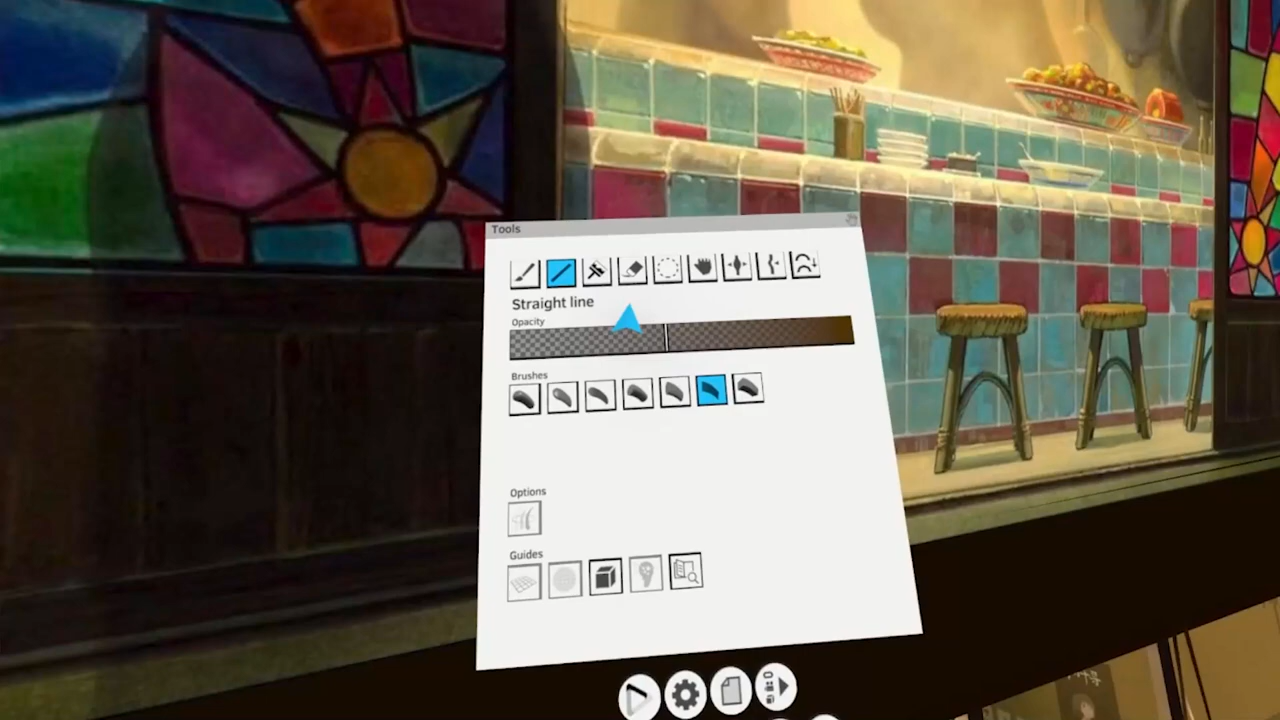 Tools
Straight line
Opacity
Brushes
Options
Guides